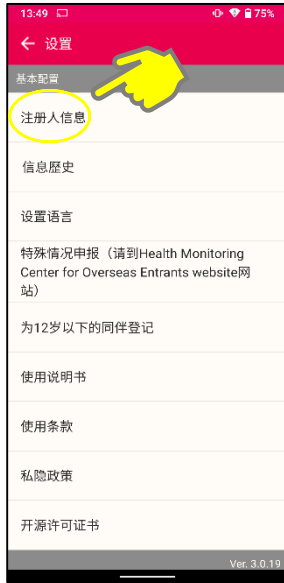 13:49 75%
← 设置
基本配置
注册人信息
信息歷史
设置语言
特殊情况申报（请到Health Monitoring
Center for Overseas Entrants website网
站）
为12岁以下的同伴登记
使用说明书
使用条款
私隐政策
开源许可证书
Ver. 3.0.19